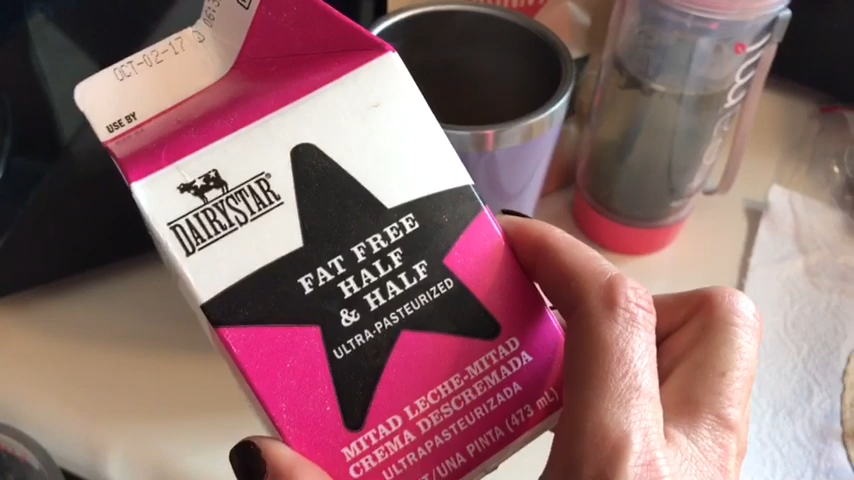 OCT-02-17
USE BY
DAIRYSTAR®
FAT FREE
HALF
& HALF
ULTRA-PASTEURIZED
MITAD LECHE-MITAD
CREMA DESCREMADA
ULTRAPASTEURIZADA
T/UNA PINTA (473 mL)